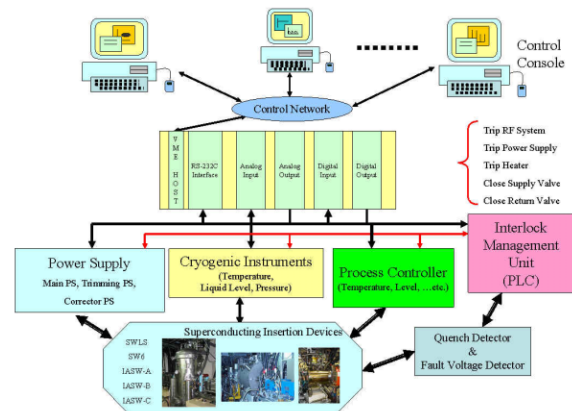 Control
Console
Control Network
VME HOST
RS-232C
Interface
Analog
Input
Analog
Output
Digital
Input
Digital
Output
Trip RF System
Trip Power Supply
Trip Heater
Close Supply Valve
Close Return Valve
Interlock
Management
Unit
(PLC)
Power Supply
Main PS, Trimming PS,
Corrector PS
Cryogenic Instruments
(Temperature,
Liquid Level, Pressure)
Process Controller
(Temperature, Level, …etc.)
Superconducting Insertion Devices
SWLS
SW6
IASW-A
IASW-B
IASW-C
Quench Detector
&
Fault Voltage Detector